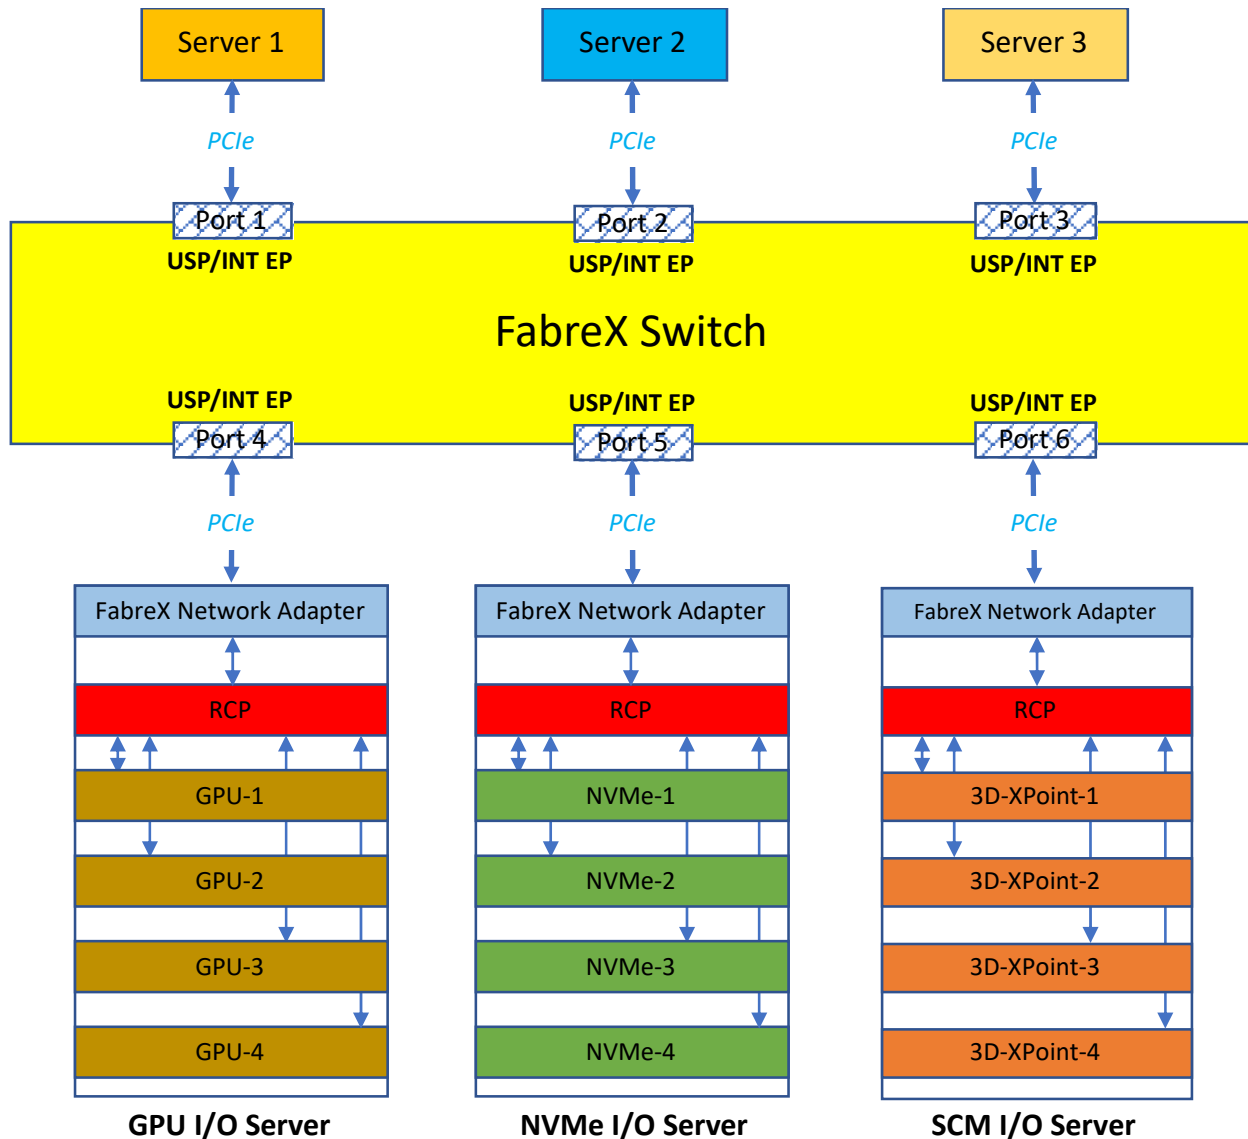 Server 1
Server 2
Server 3
PCIe
PCIe
PCIe
Port 1
Port 2
Port 3
USP/INT EP
USP/INT EP
USP/INT EP
FabreX Switch
USP/INT EP
USP/INT EP
USP/INT EP
Port 4
Port 5
Port 6
PCIe
PCIe
PCIe
FabreX Network Adapter
FabreX Network Adapter
FabreX Network Adapter
RCP
RCP
RCP
GPU-1
NVMe-1
3D-XPoint-1
GPU-2
NVMe-2
3D-XPoint-2
GPU-3
NVMe-3
3D-XPoint-3
GPU-4
NVMe-4
3D-XPoint-4
GPU I/O Server
NVMe I/O Server
SCM I/O Server